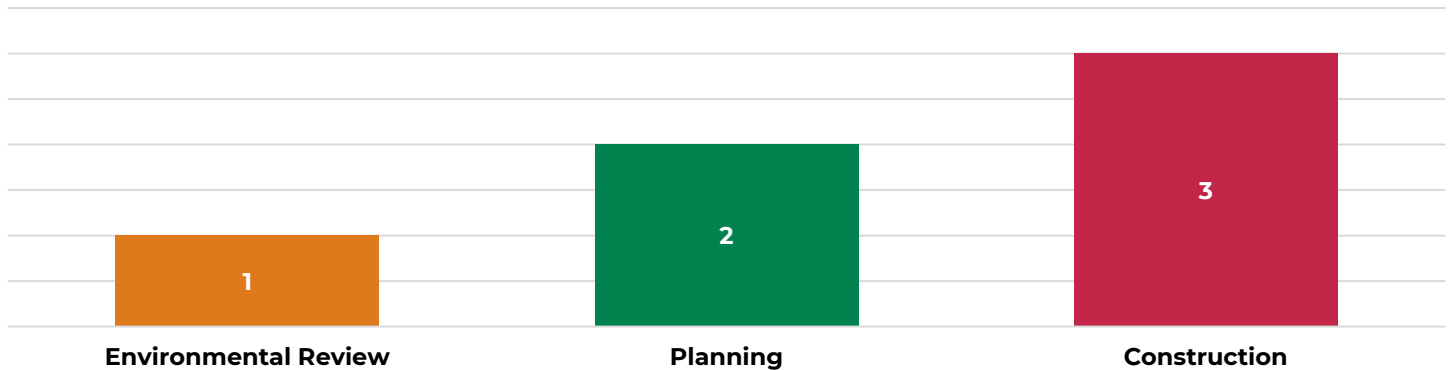 3
2
1
Environmental Review
Planning
Construction